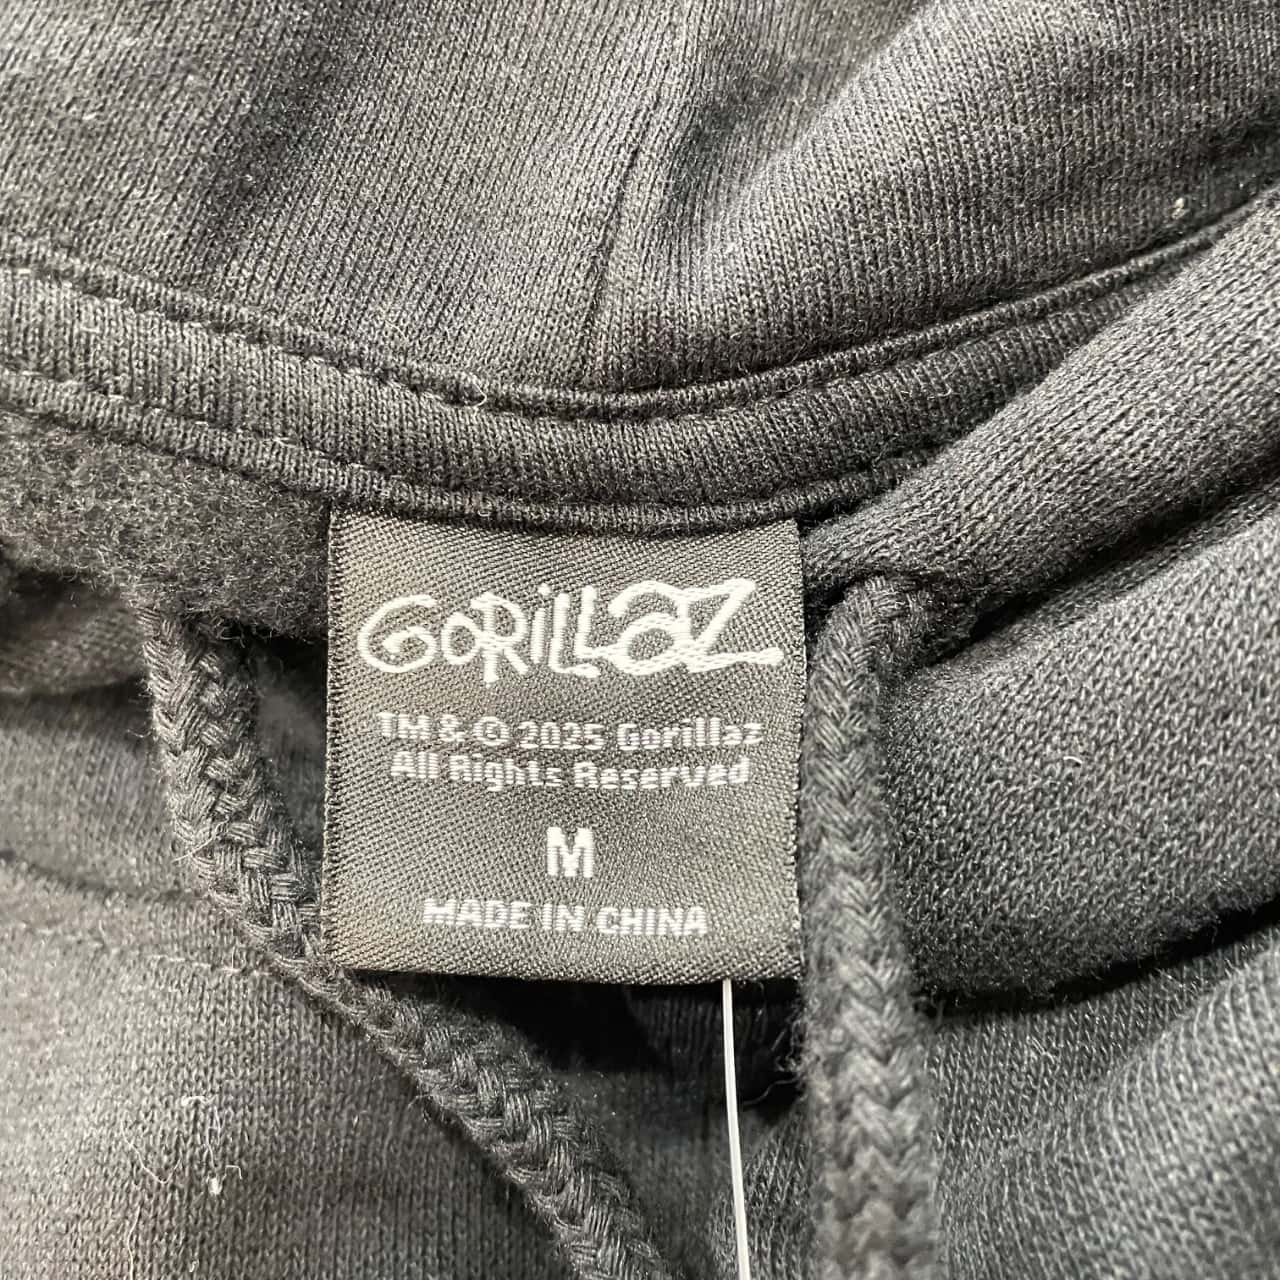 GORILLAZ
TM & © 2025 Gorillaz
All Rights Reserved
M
MADE IN CHINA